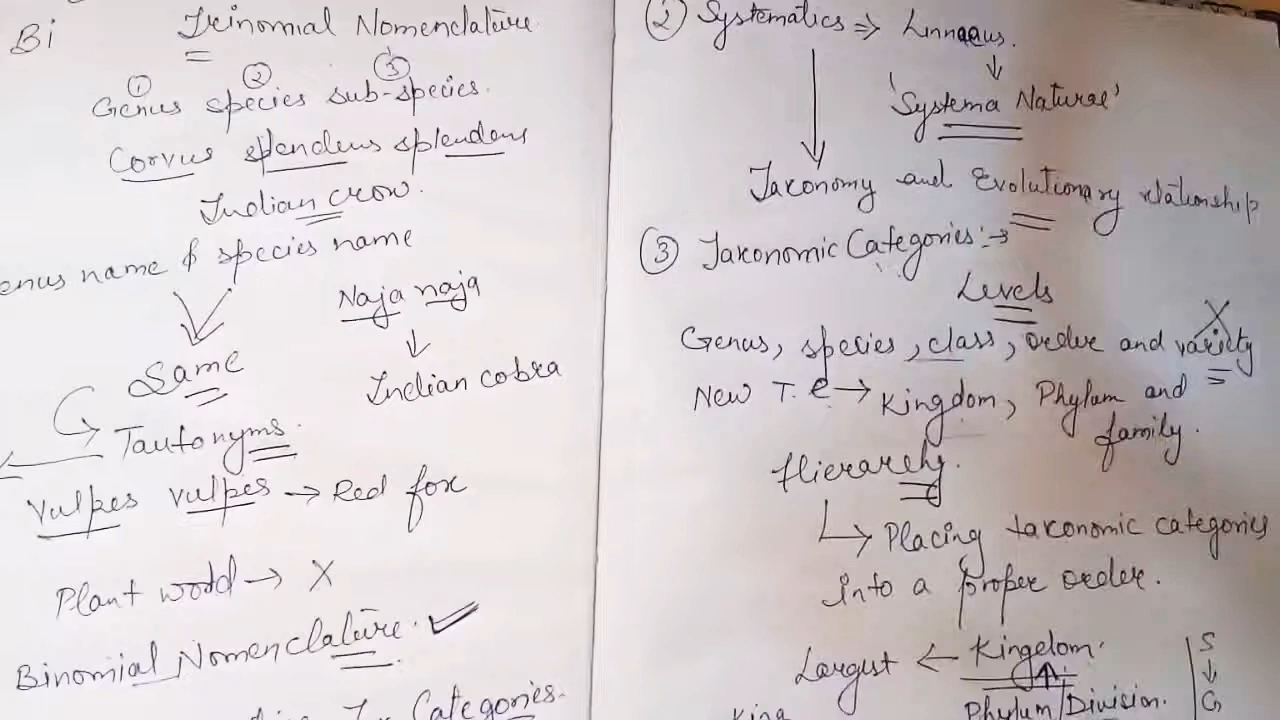 Bi Trinomial Nomenclature.
① ② ③
Genus species sub-species.
Corvus splendens splendens
Indian crow.
enus name & species name
Naja naja
Same
Indian cobra
Tautonyms.
Vulpes vulpes → Red fox
Plant world → X
Binomial Nomenclature. ✓
Categories.
② Systematics ⇒ Linnaeus.
'Systema Naturae'
Taxonomy and Evolutionary relationship
③ Taxonomic Categories:→
Levels
X
Genus, species, class, order and variety
New T.C → Kingdom, Phylum and
family.
Hierarchy.
↳ Placing taxonomic categories
into a proper order.
Largest ← Kingdom. S
↑ ↓
King Phylum/Division. G